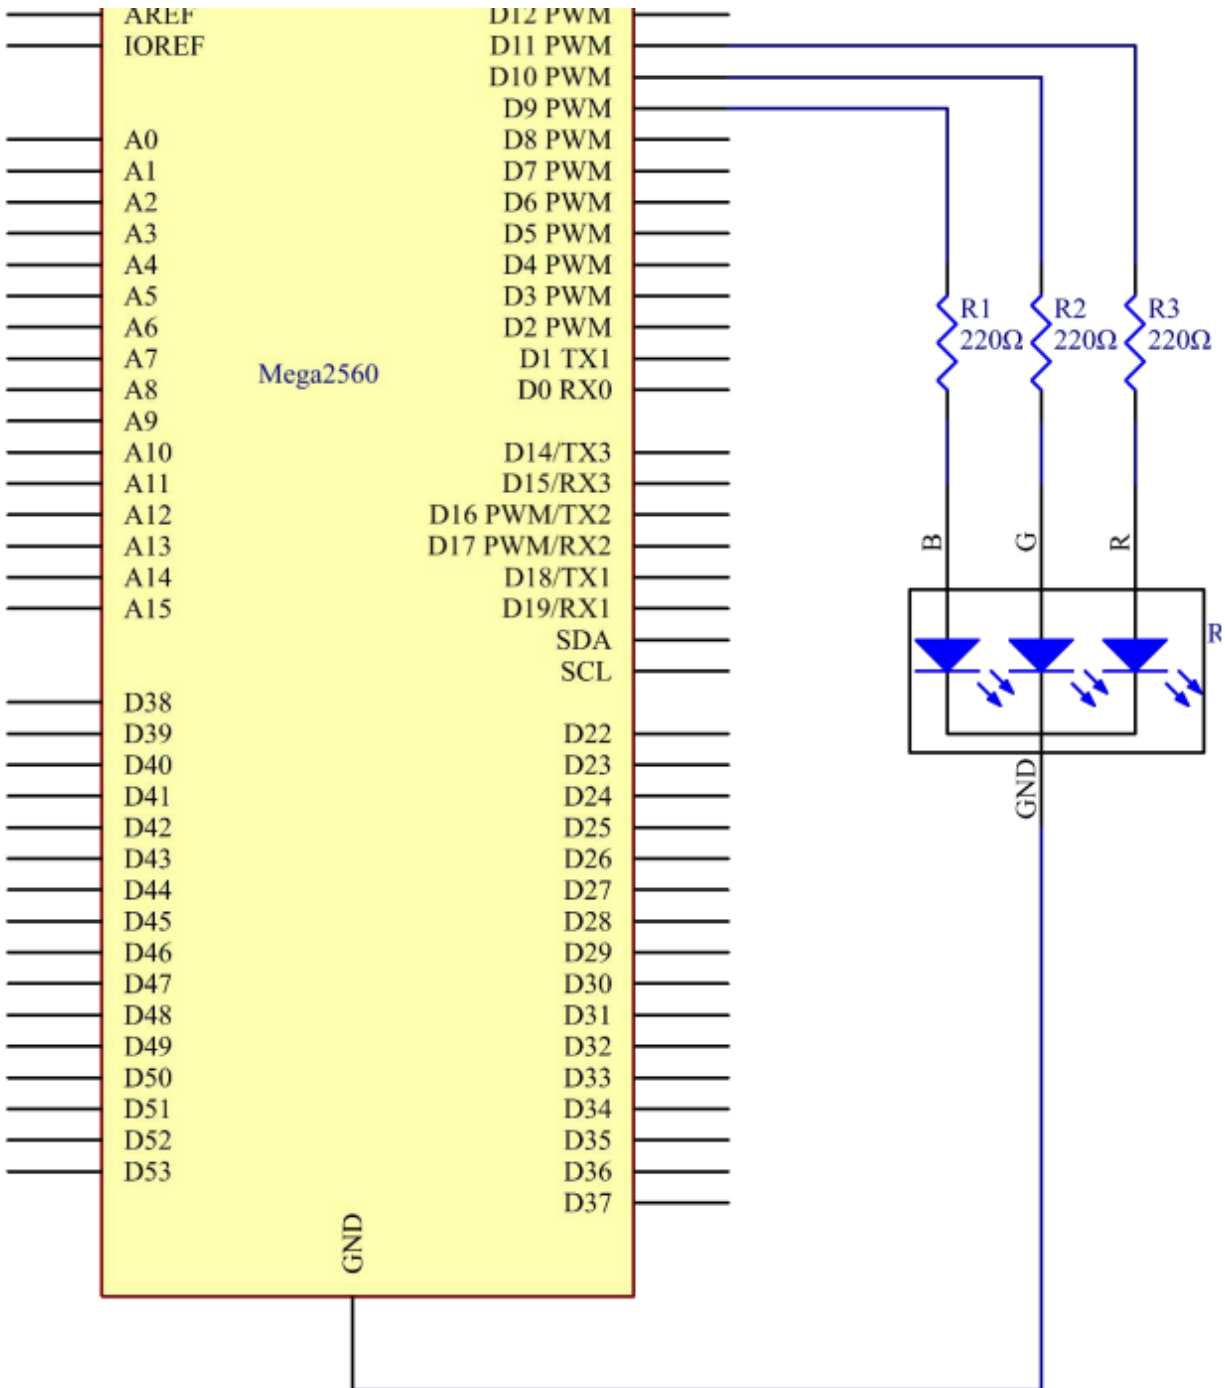 AREF
IOREF
A0
A1
A2
A3
A4
A5
A6
A7
A8
A9
A10
A11
A12
A13
A14
A15
D38
D39
D40
D41
D42
D43
D44
D45
D46
D47
D48
D49
D50
D51
D52
D53
Mega2560
GND
D12 PWM
D11 PWM
D10 PWM
D9 PWM
D8 PWM
D7 PWM
D6 PWM
D5 PWM
D4 PWM
D3 PWM
D2 PWM
D1 TX1
D0 RX0
D14/TX3
D15/RX3
D16 PWM/TX2
D17 PWM/RX2
D18/TX1
D19/RX1
SDA
SCL
D22
D23
D24
D25
D26
D27
D28
D29
D30
D31
D32
D33
D34
D35
D36
D37
R1
220Ω
R2
220Ω
R3
220Ω
B
G
R
R
GND